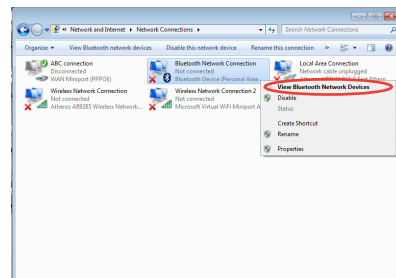 « Network and Internet ▸ Network Connections ▸
Search Network Connections
Organize ▾ View Bluetooth network devices Disable this network device Rename this connection »
ABC connection
Disconnected
WAN Miniport (PPPOE)
Bluetooth Network Connection
Not connected
Bluetooth Device (Personal Area
Local Area Connection
Network cable unplugged
Wireless Network Connection
Not connected
Atheros AR9285 Wireless Network...
Wireless Network Connection 2
Not connected
Microsoft Virtual WiFi Miniport A
View Bluetooth Network Devices
Disable
Status
Create Shortcut
Rename
Properties